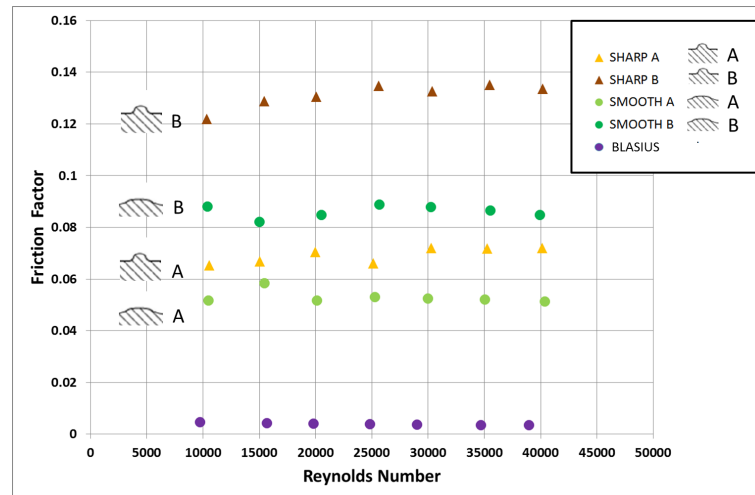 0.16
0.14
0.12
0.1
0.08
0.06
0.04
0.02
0
Friction Factor
B
B
A
A
SHARP A
A
SHARP B
B
SMOOTH A
A
SMOOTH B
B
BLASIUS
0
5000
10000
15000
20000
25000
30000
35000
40000
45000
50000
Reynolds Number